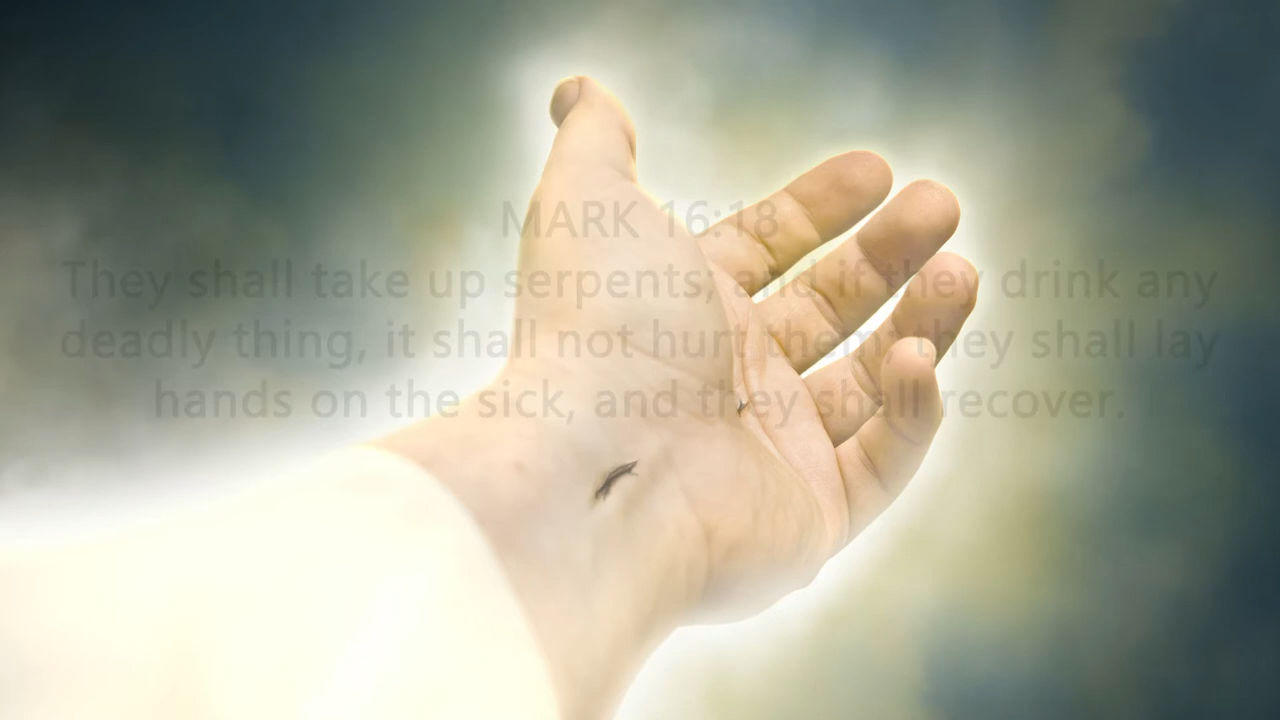 MARK 16:18
They shall take up serpents; and if they drink any
deadly thing, it shall not hurt them; they shall lay
hands on the sick, and they shall recover.